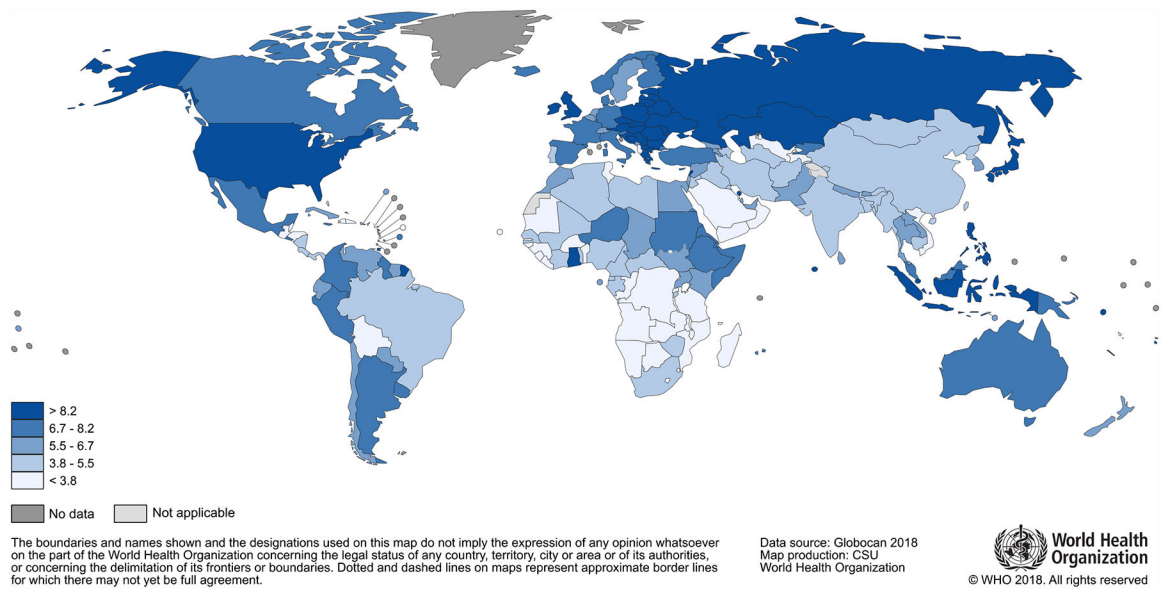 > 8.2
6.7 - 8.2
5.5 - 6.7
3.8 - 5.5
< 3.8
No data
Not applicable
The boundaries and names shown and the designations used on this map do not imply the expression of any opinion whatsoever
on the part of the World Health Organization concerning the legal status of any country, territory, city or area or of its authorities,
or concerning the delimitation of its frontiers or boundaries. Dotted and dashed lines on maps represent approximate border lines
for which there may not yet be full agreement.
Data source: Globocan 2018
Map production: CSU
World Health Organization
World Health
Organization
© WHO 2018. All rights reserved